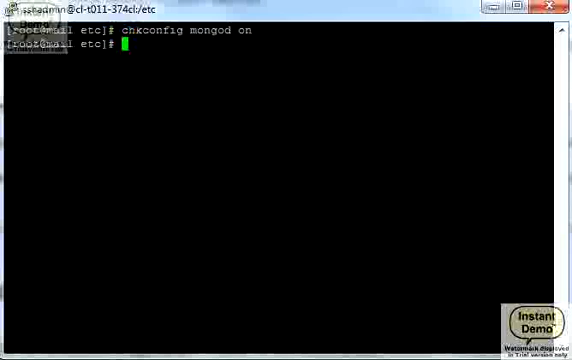 sshadmin@cl-t011-374cl:/etc
[root@mail etc]# chkconfig mongod on
[root@mail etc]#
Instant
Demo
Watermark displayed
in Trial version only